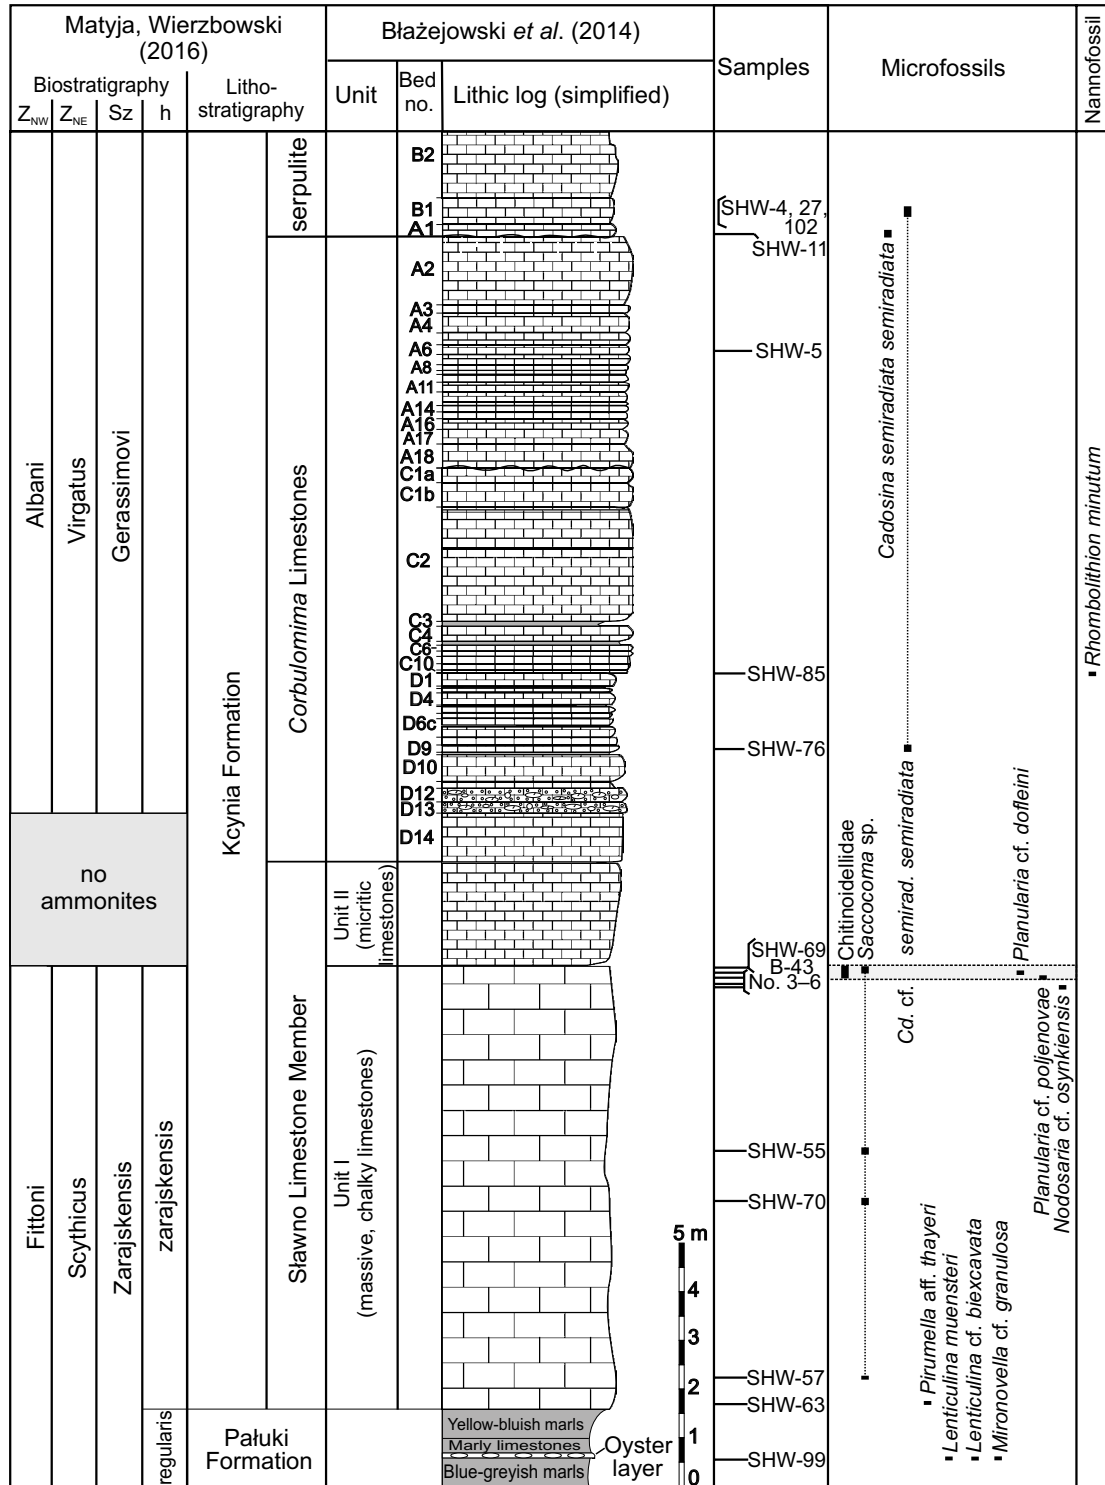 Matyja, Wierzbowski
(2016)
Błażejowski et al. (2014)
Samples
Microfossils
Nannofossil
Biostratigraphy
Litho-
stratigraphy
Z_NW
Z_NE
Sz
h
Unit
Bed
no.
Lithic log (simplified)
Albani
Virgatus
Gerassimovi
no
ammonites
Fittoni
Scythicus
Zarajskensis
zarajskensis
regularis
Kcynia Formation
Pałuki
Formation
serpulite
Corbulomima Limestones
Sławno Limestone Member
Unit II
(micritic
limestones)
Unit I
(massive, chalky limestones)
B2
B1
A1
A2
A3
A4
A6
A8
A11
A14
A16
A17
A18
C1a
C1b
C2
C3
C4
C6
C10
D1
D4
D6c
D9
D10
D12
D13
D14
Yellow-bluish marls
Marly limestones
Blue-greyish marls
Oyster
layer
5 m
4
3
2
1
0
SHW-4, 27,
102
SHW-11
SHW-5
SHW-85
SHW-76
SHW-69
B-43
No. 3–6
SHW-55
SHW-70
SHW-57
SHW-63
SHW-99
Chitinoidellidae
Saccocoma sp.
Cadosina semiradiata semiradiata
Cd. cf. semirad. semiradiata
Pirumella aff. thayeri
Lenticulina muensteri
Lenticulina cf. biexcavata
Mironovella cf. granulosa
Planularia cf. dofleini
Planularia cf. poljenovae
Nodosaria cf. osynkiensis
Rhombolithion minutum